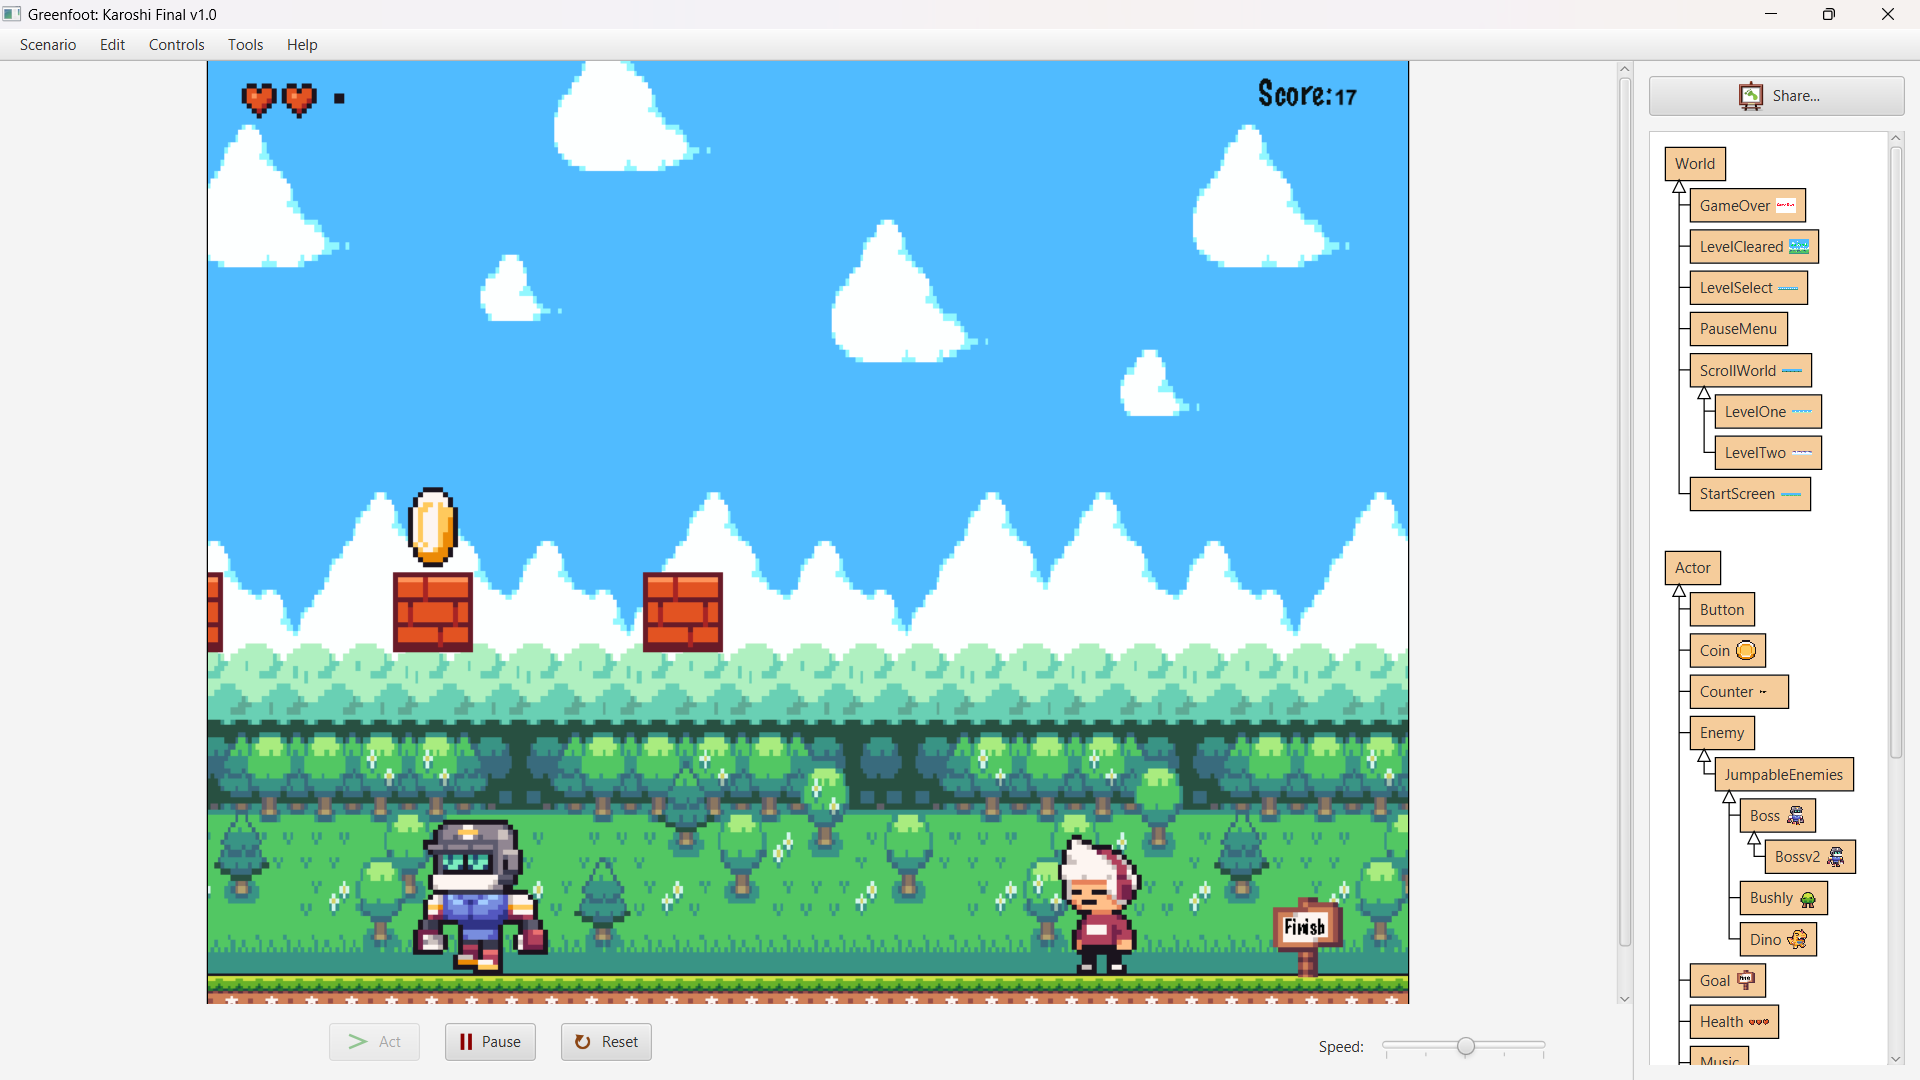 Greenfoot: Karoshi Final v1.0
Scenario Edit Controls Tools Help
Score:17
Share...
World
GameOver
LevelCleared
LevelSelect
PauseMenu
ScrollWorld
LevelOne
LevelTwo
StartScreen
Actor
Button
Coin
Counter
Enemy
JumpableEnemies
Boss
Bossv2
Bushly
Dino
Goal
Health
Music
Finish
Act
Pause
Reset
Speed: